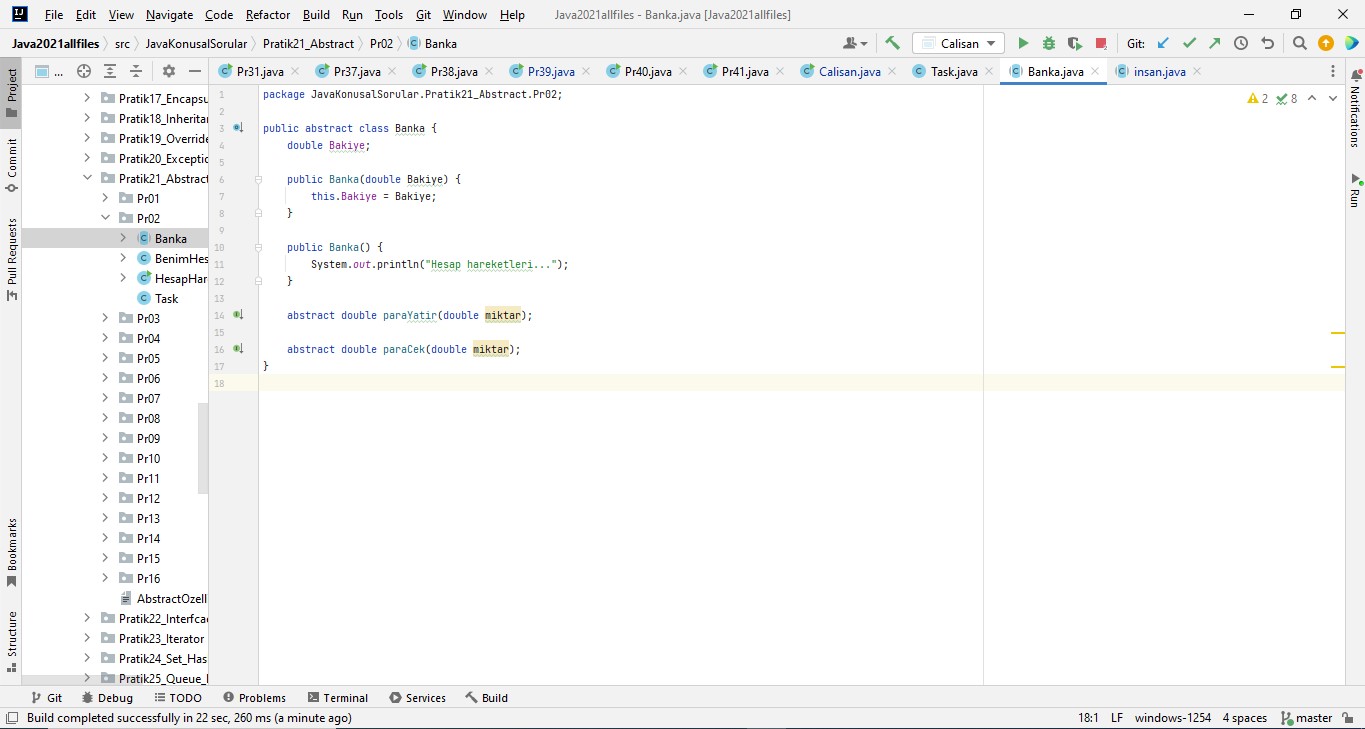 File Edit View Navigate Code Refactor Build Run Tools Git Window Help Java2021allfiles - Banka.java [Java2021allfiles]
Java2021allfiles src JavaKonusalSorular Pratik21_Abstract Pr02 Banka Calisan Git:
... Pr31.java Pr37.java Pr38.java Pr39.java Pr40.java Pr41.java Calisan.java Task.java Banka.java insan.java
Project
Commit
Pull Requests
Bookmarks
Structure
Pratik17_Encapsu
Pratik18_Inheritan
Pratik19_Override
Pratik20_Exceptio
Pratik21_Abstract
Pr01
Pr02
Banka
BenimHes
HesapHar
Task
Pr03
Pr04
Pr05
Pr06
Pr07
Pr08
Pr09
Pr10
Pr11
Pr12
Pr13
Pr14
Pr15
Pr16
AbstractOzell
Pratik22_Interfcac
Pratik23_Iterator
Pratik24_Set_Has
Pratik25_Queue_
1 package JavaKonusalSorular.Pratik21_Abstract.Pr02;
2
3 public abstract class Banka {
4 double Bakiye;
5
6 public Banka(double Bakiye) {
7 this.Bakiye = Bakiye;
8 }
9
10 public Banka() {
11 System.out.println("Hesap hareketleri...");
12 }
13
14 abstract double paraYatir(double miktar);
15
16 abstract double paraCek(double miktar);
17 }
18
2 8
Notifications
Run
Git Debug TODO Problems Terminal Services Build
Build completed successfully in 22 sec, 260 ms (a minute ago) 18:1 LF windows-1254 4 spaces master